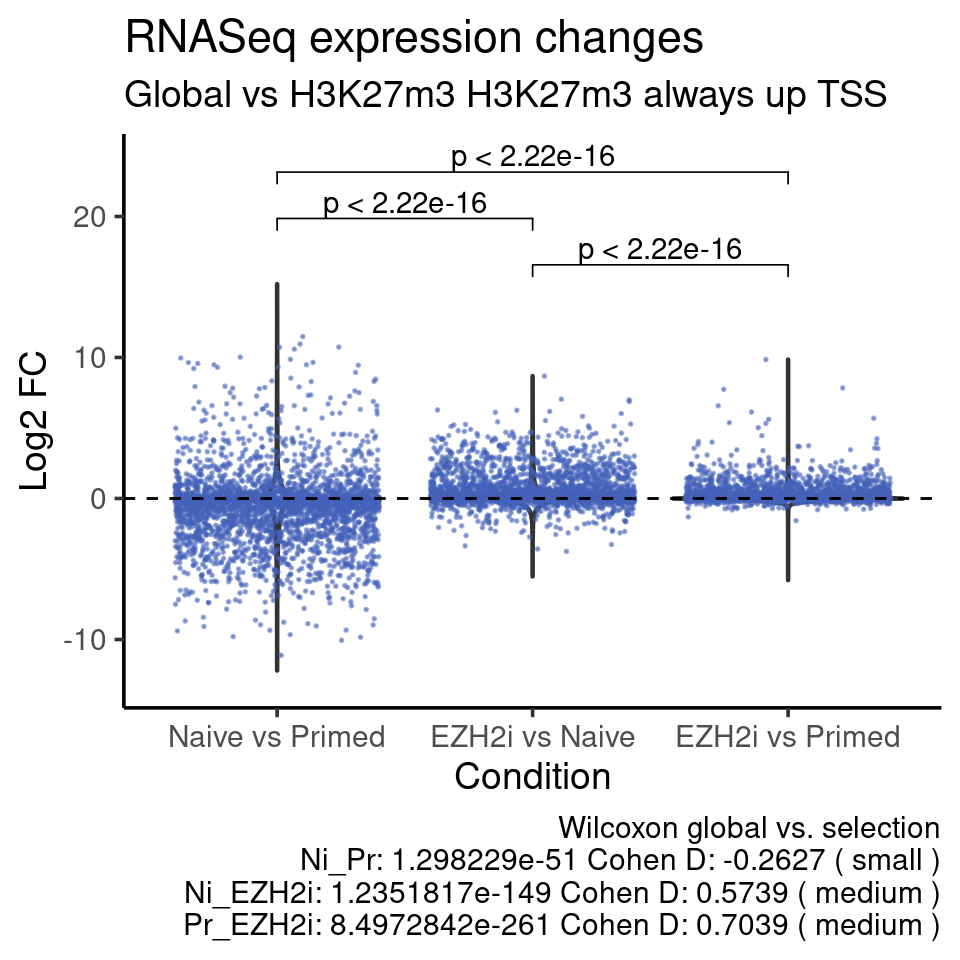 RNASeq expression changes
Global vs H3K27m3 H3K27m3 always up TSS
p < 2.22e-16
p < 2.22e-16
p < 2.22e-16
20
10
0
-10
Log2 FC
Naive vs Primed
EZH2i vs Naive
EZH2i vs Primed
Condition
Wilcoxon global vs. selection
Ni_Pr: 1.298229e-51 Cohen D: -0.2627 ( small )
Ni_EZH2i: 1.2351817e-149 Cohen D: 0.5739 ( medium )
Pr_EZH2i: 8.4972842e-261 Cohen D: 0.7039 ( medium )